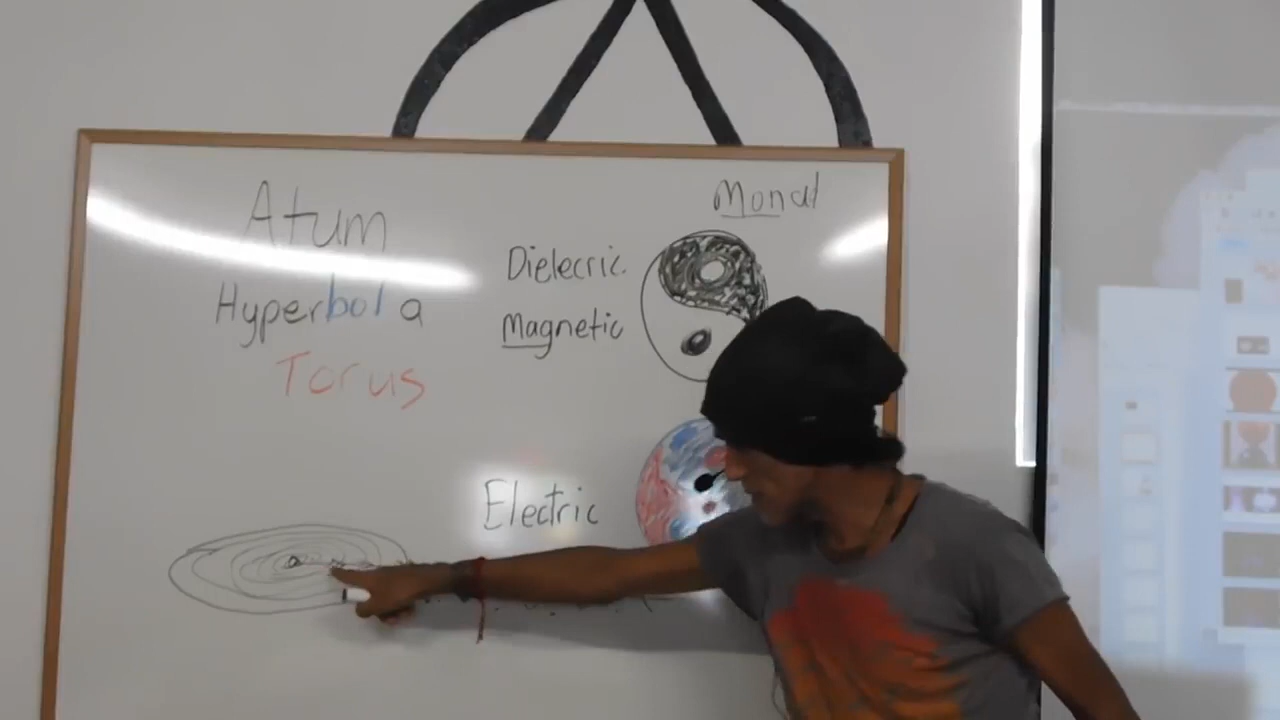 Atum
Hyperbola
Torus
Monad
Dielecric
Magnetic
Electric